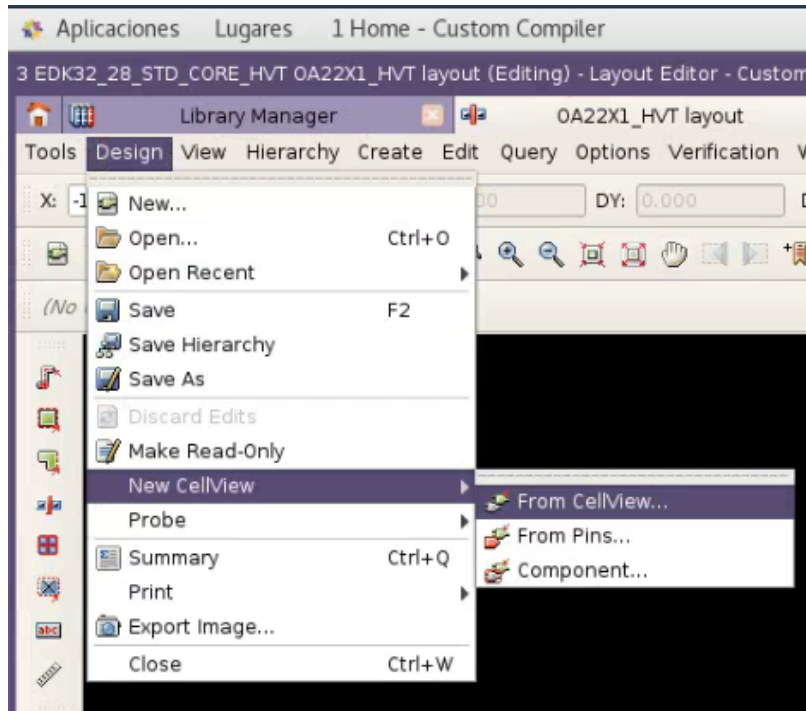 Aplicaciones Lugares 1 Home - Custom Compiler
3 EDK32_28_STD_CORE_HVT OA22X1_HVT layout (Editing) - Layout Editor - Custom
Library Manager OA22X1_HVT layout
Tools Design View Hierarchy Create Edit Query Options Verification
X: -1 DY: 0.000
New...
Open... Ctrl+O
Open Recent
(No
Save F2
Save Hierarchy
Save As
Discard Edits
Make Read-Only
New CellView
From CellView...
Probe
From Pins...
Summary Ctrl+Q
Component...
Print
abc
Export Image...
Close Ctrl+W